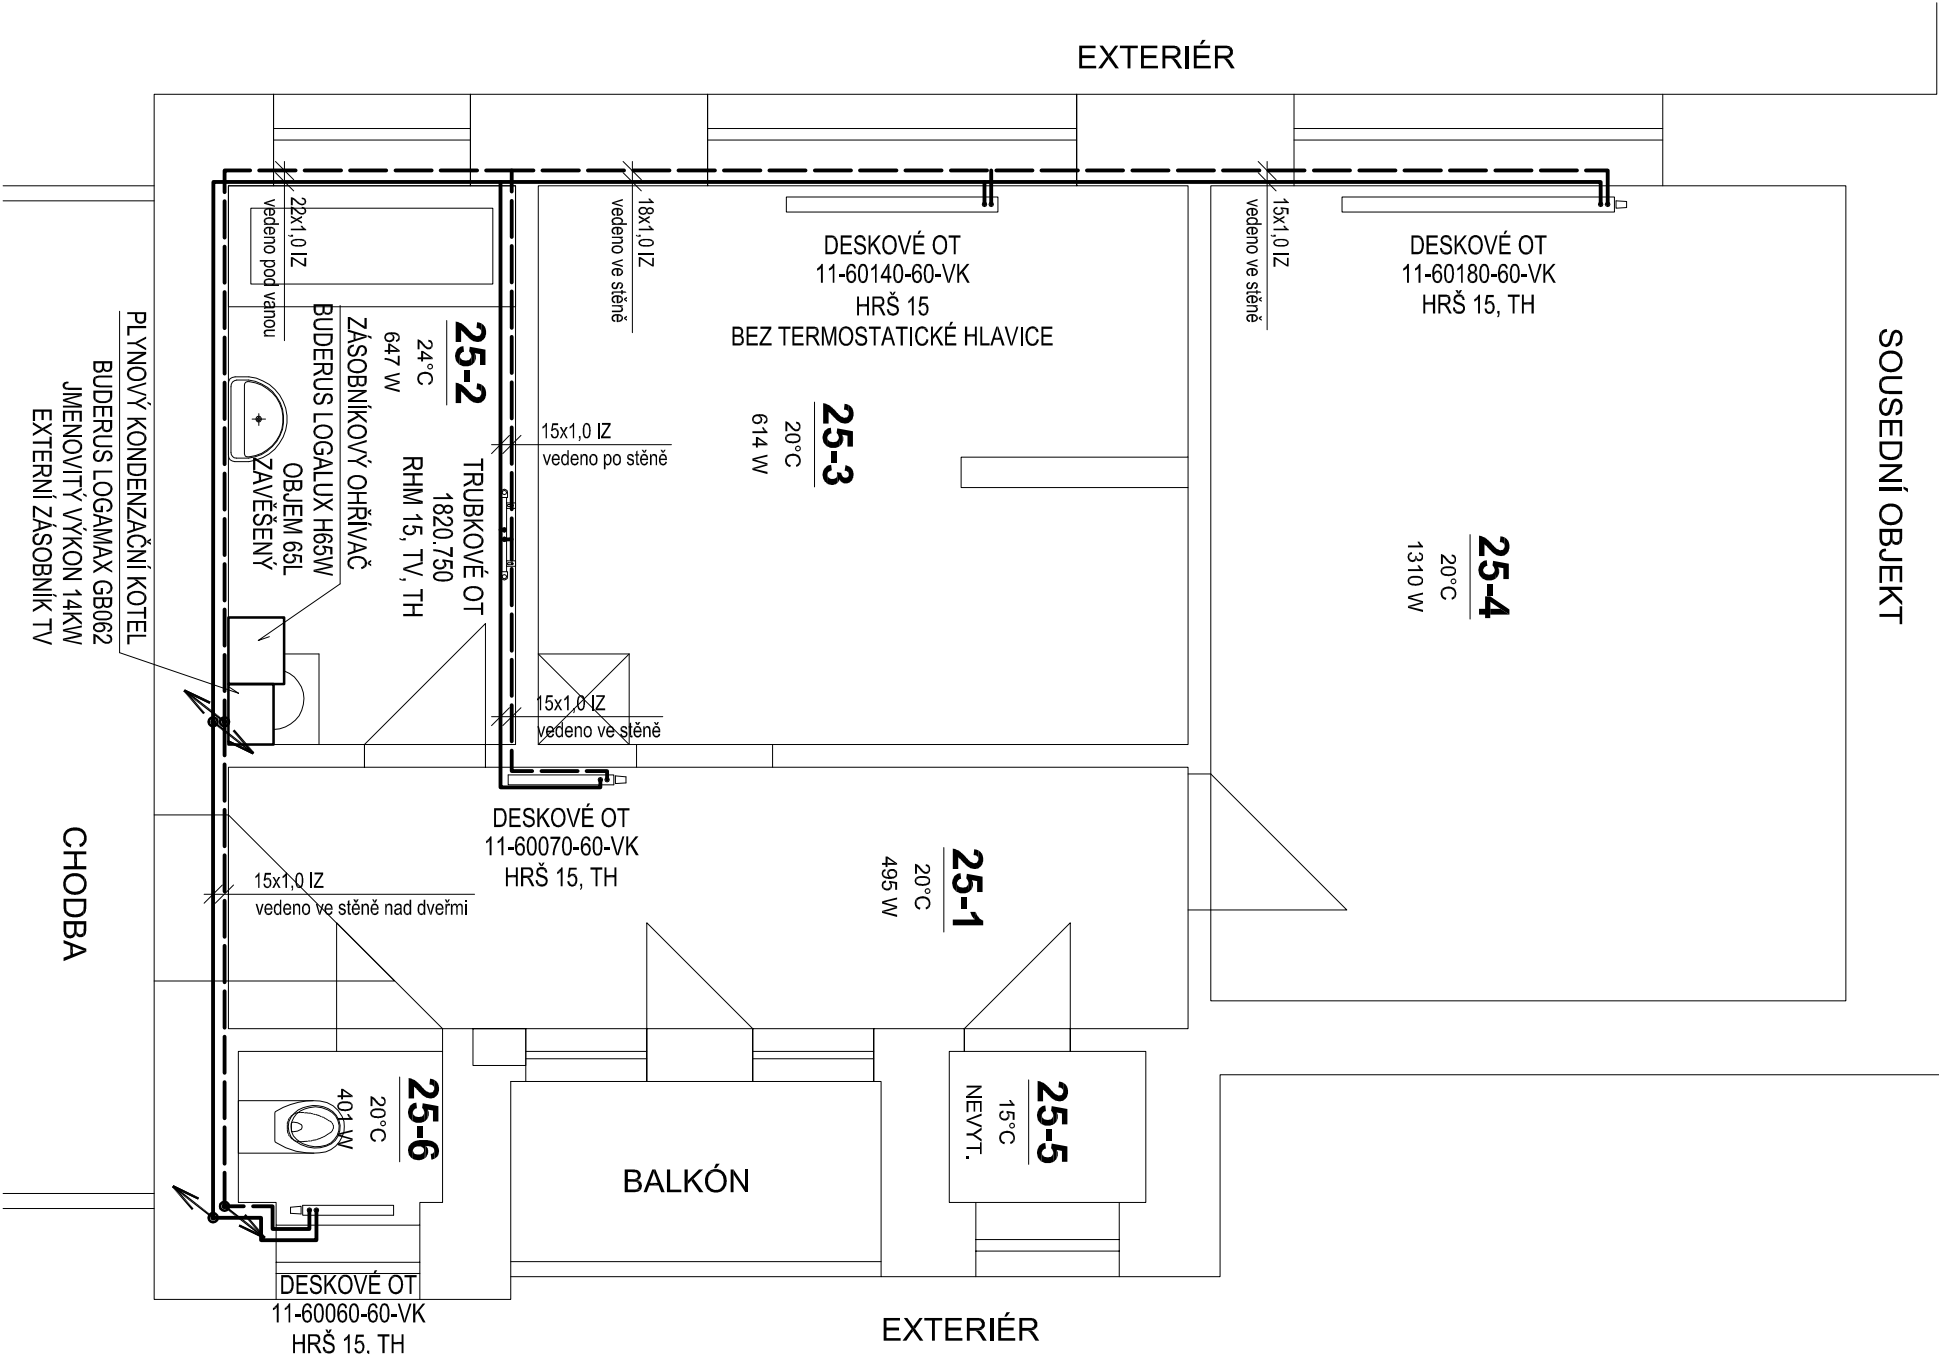 EXTERIÉR
SOUSEDNÍ OBJEKT
22x1,0 IZ
vedeno pod vanou
18x1,0 IZ
vedeno ve stěně
15x1,0 IZ
vedeno ve stěně
DESKOVÉ OT
11-60140-60-VK
HRŠ 15
BEZ TERMOSTATICKÉ HLAVICE
DESKOVÉ OT
11-60180-60-VK
HRŠ 15, TH
25-2
24°C
647 W
ZÁSOBNÍKOVÝ OHŘÍVAČ
BUDERUS LOGALUX H65W
OBJEM 65L
ZAVĚŠENÝ
TRUBKOVÉ OT
1820.750
RHM 15, TV, TH
15x1,0 IZ
vedeno po stěně
25-3
20°C
614 W
25-4
20°C
1310 W
PLYNOVÝ KONDENZAČNÍ KOTEL
BUDERUS LOGAMAX GB062
JMENOVITÝ VÝKON 14KW
EXTERNÍ ZÁSOBNÍK TV
15x1,0 IZ
vedeno ve stěně
DESKOVÉ OT
11-60070-60-VK
HRŠ 15, TH
CHODBA
15x1,0 IZ
vedeno ve stěně nad dveřmi
25-1
20°C
495 W
25-6
20°C
401 W
25-5
15°C
NEVYT.
BALKÓN
DESKOVÉ OT
11-60060-60-VK
HRŠ 15, TH
EXTERIÉR